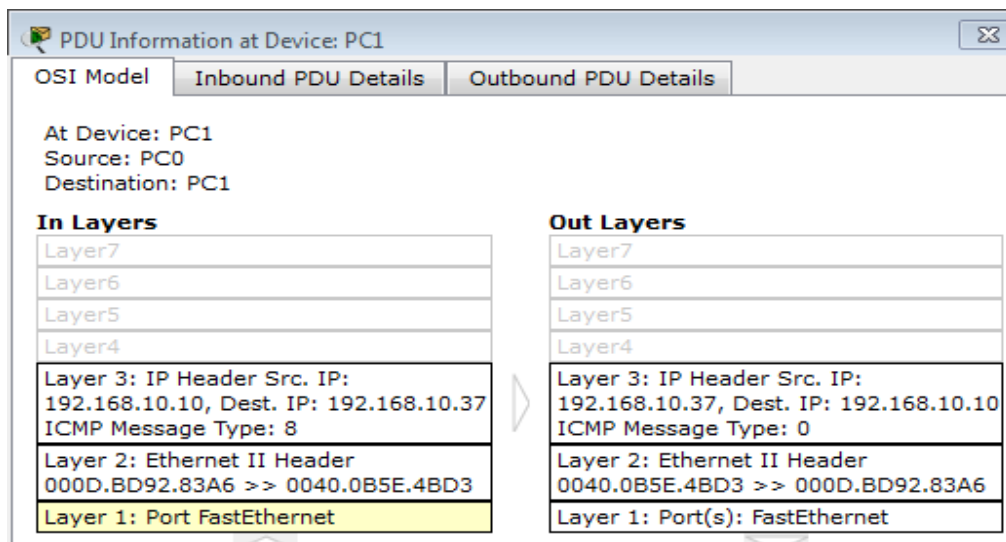 PDU Information at Device: PC1
OSI Model
Inbound PDU Details
Outbound PDU Details
At Device: PC1
Source: PC0
Destination: PC1
In Layers
Layer7
Layer6
Layer5
Layer4
Layer 3: IP Header Src. IP:
192.168.10.10, Dest. IP: 192.168.10.37
ICMP Message Type: 8
Layer 2: Ethernet II Header
000D.BD92.83A6 >> 0040.0B5E.4BD3
Layer 1: Port FastEthernet
Out Layers
Layer7
Layer6
Layer5
Layer4
Layer 3: IP Header Src. IP:
192.168.10.37, Dest. IP: 192.168.10.10
ICMP Message Type: 0
Layer 2: Ethernet II Header
0040.0B5E.4BD3 >> 000D.BD92.83A6
Layer 1: Port(s): FastEthernet